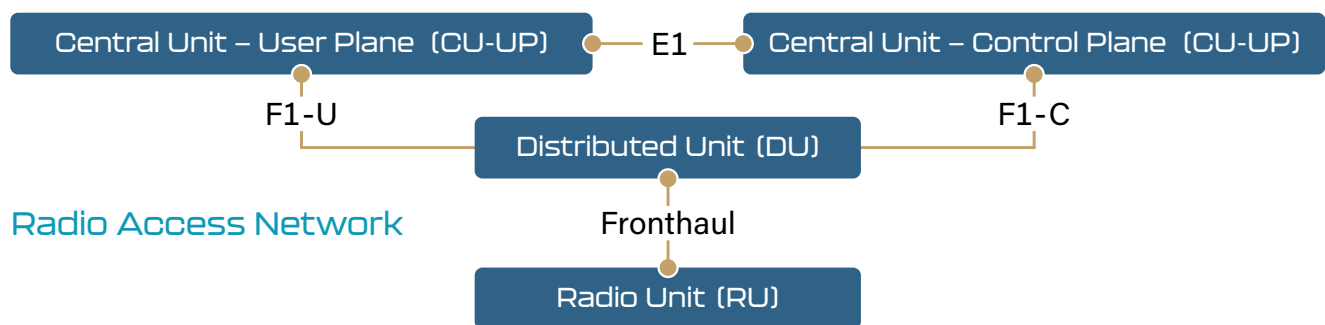 Central Unit – User Plane (CU-UP)
E1
Central Unit – Control Plane (CU-UP)
F1-U
F1-C
Distributed Unit (DU)
Radio Access Network
Fronthaul
Radio Unit (RU)